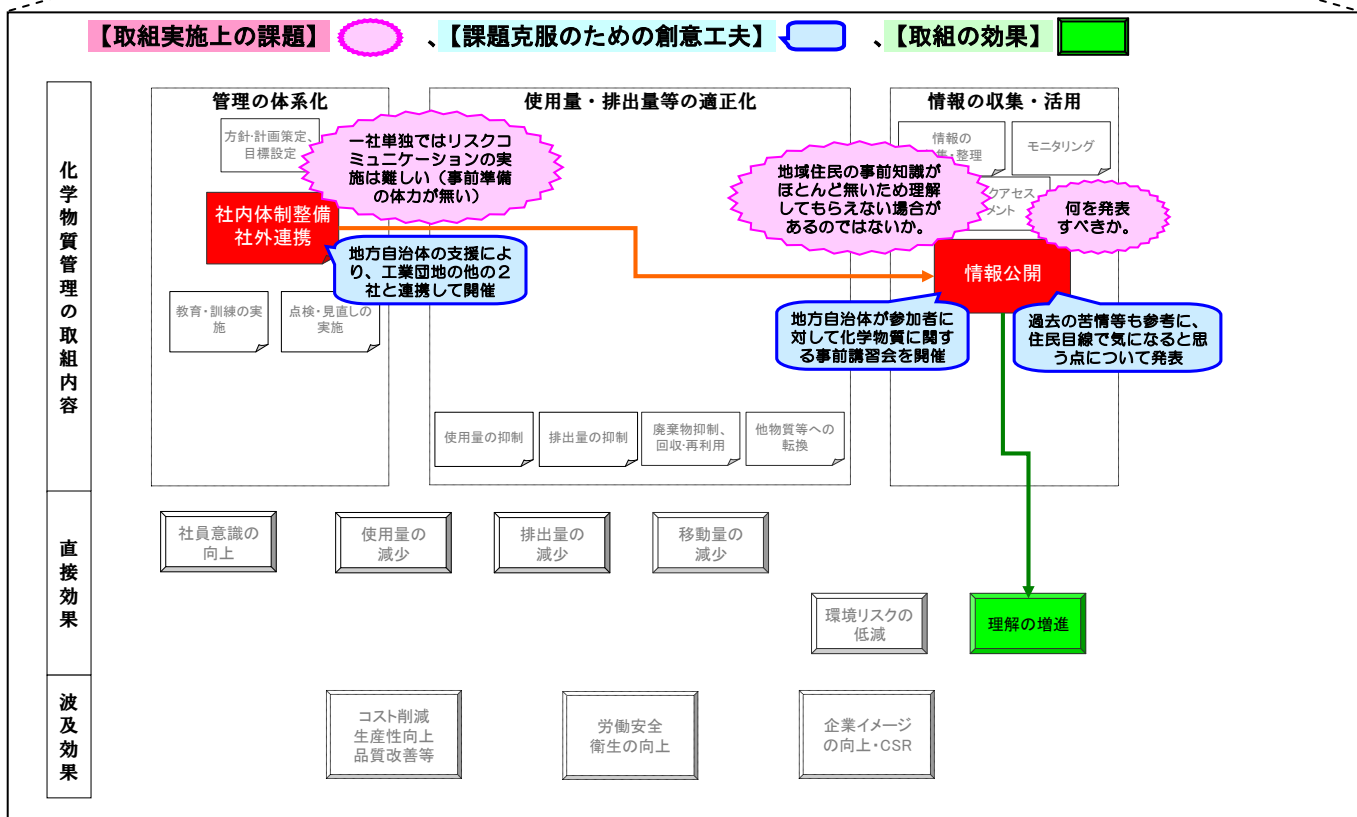 【取組実施上の課題】 、【課題克服のための創意工夫】 、【取組の効果】
化学物質管理の取組内容
管理の体系化
使用量・排出量等の適正化
情報の収集・活用
方針・計画策定、
目標設定
一社単独ではリスクコ
ミュニケーションの実
施は難しい(事前準備
の体力が無い)
社内体制整備
社外連携
地方自治体の支援によ
り、工業団地の他の2
社と連携して開催
教育・訓練の実
施
点検・見直しの
実施
情報の
集・整理
モニタリング
クアセス
メント
地域住民の事前知識が
ほとんど無いため理解
してもらえない場合が
あるのではないか。
何を発表
すべきか。
情報公開
地方自治体が参加者に
対して化学物質に関す
る事前講習会を開催
過去の苦情等も参考に、
住民目線で気になると思
う点について発表
使用量の抑制
排出量の抑制
廃棄物抑制、
回収・再利用
他物質等への
転換
直接効果
社員意識の
向上
使用量の
減少
排出量の
減少
移動量の
減少
環境リスクの
低減
理解の増進
波及効果
コスト削減
生産性向上
品質改善等
労働安全
衛生の向上
企業イメージ
の向上・CSR